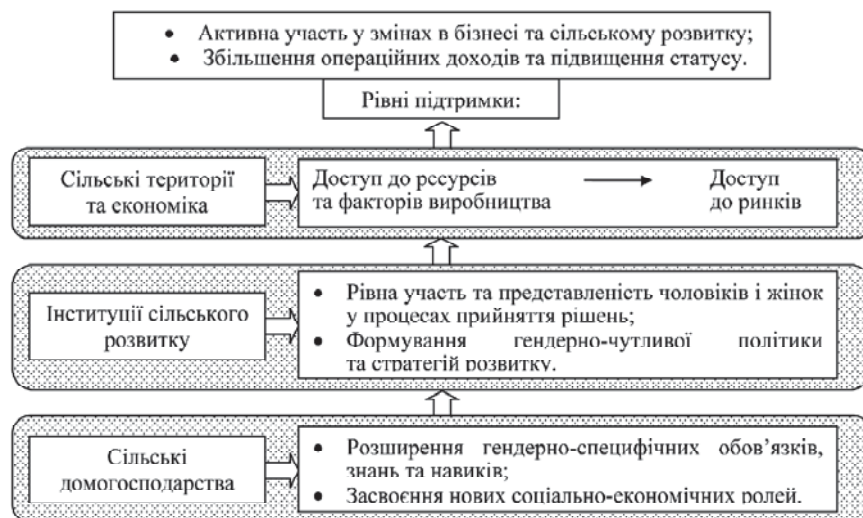 • Активна участь у змінах в бізнесі та сільському розвитку;
• Збільшення операційних доходів та підвищення статусу.
Рівні підтримки:
Сільські території
та економіка
Доступ до рссурсів
та факторів виробництва
Доступ
до ринків
Інституції сільського
розвитку
• Рівна участь та представленість чоловіків і жінок
у процесах прийняття рішень;
• Формування гендерно-чутливої політики
та стратегій розвитку.
Сільські
домогосподарства
• Розширення гендерно-специфічних обов’язків,
знань та навиків;
• Засвоєння нових соціально-економічних ролей.